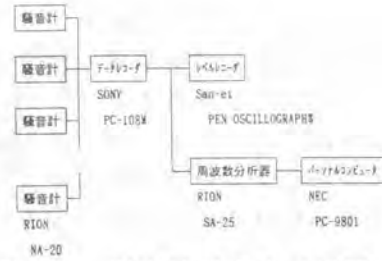 騒音計
騒音計
騒音計
騒音計
RION
NA-20
データレコーダ
SONY
PC-108M
レベルレコーダ
San-ei
PEN OSCILLOGRAPH
周波数分析器
RION
SA-25
パーソナルコンピュータ
NEC
PC-9801